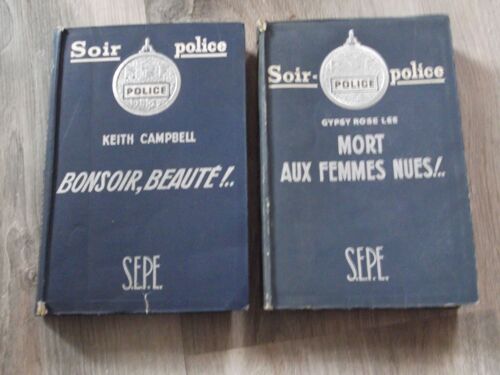 Soir police
POLICE
KEITH CAMPBELL
BONSOIR, BEAUTÉ!..
S.E.P.E.
Soir- police
POLICE
GYPSY ROSE LEE
MORT
AUX FEMMES NUES!..
S.E.P.E.